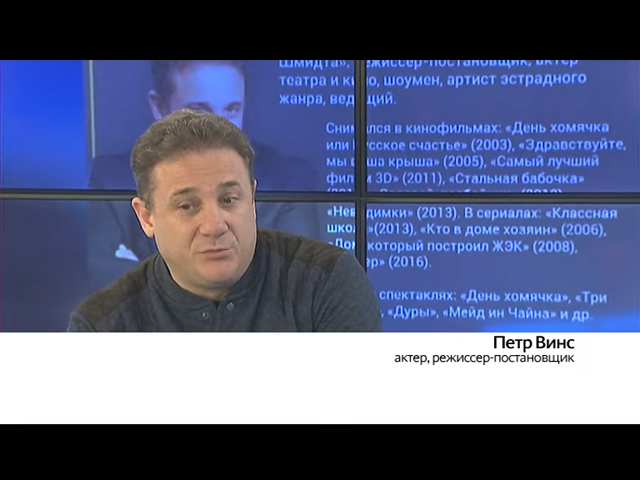 Шмидта», режиссер-постановщик, актер
театра и кино, шоумен, артист эстрадного
жанра, ведущий.
Снимался в кинофильмах: «День хомячка
или Русское счастье» (2003), «Здравствуйте,
мы ваша крыша» (2005), «Самый лучший
фильм 3D» (2011), «Стальная бабочка»
«Невидимки» (2013). В сериалах: «Классная
школа» (2013), «Кто в доме хозяин» (2006),
«Дом, который построил ЖЭК» (2008),
(2016).
спектаклях: «День хомячка», «Три
«Дуры», «Мейд ин Чайна» и др.
Петр Винс
актер, режиссер-постановщик